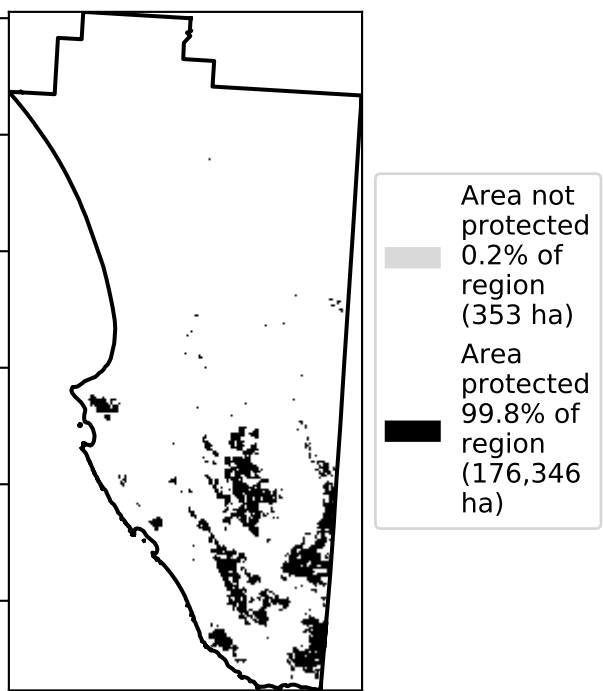 Area not
protected
0.2% of
region
(353 ha)
Area
protected
99.8% of
region
(176,346
ha)